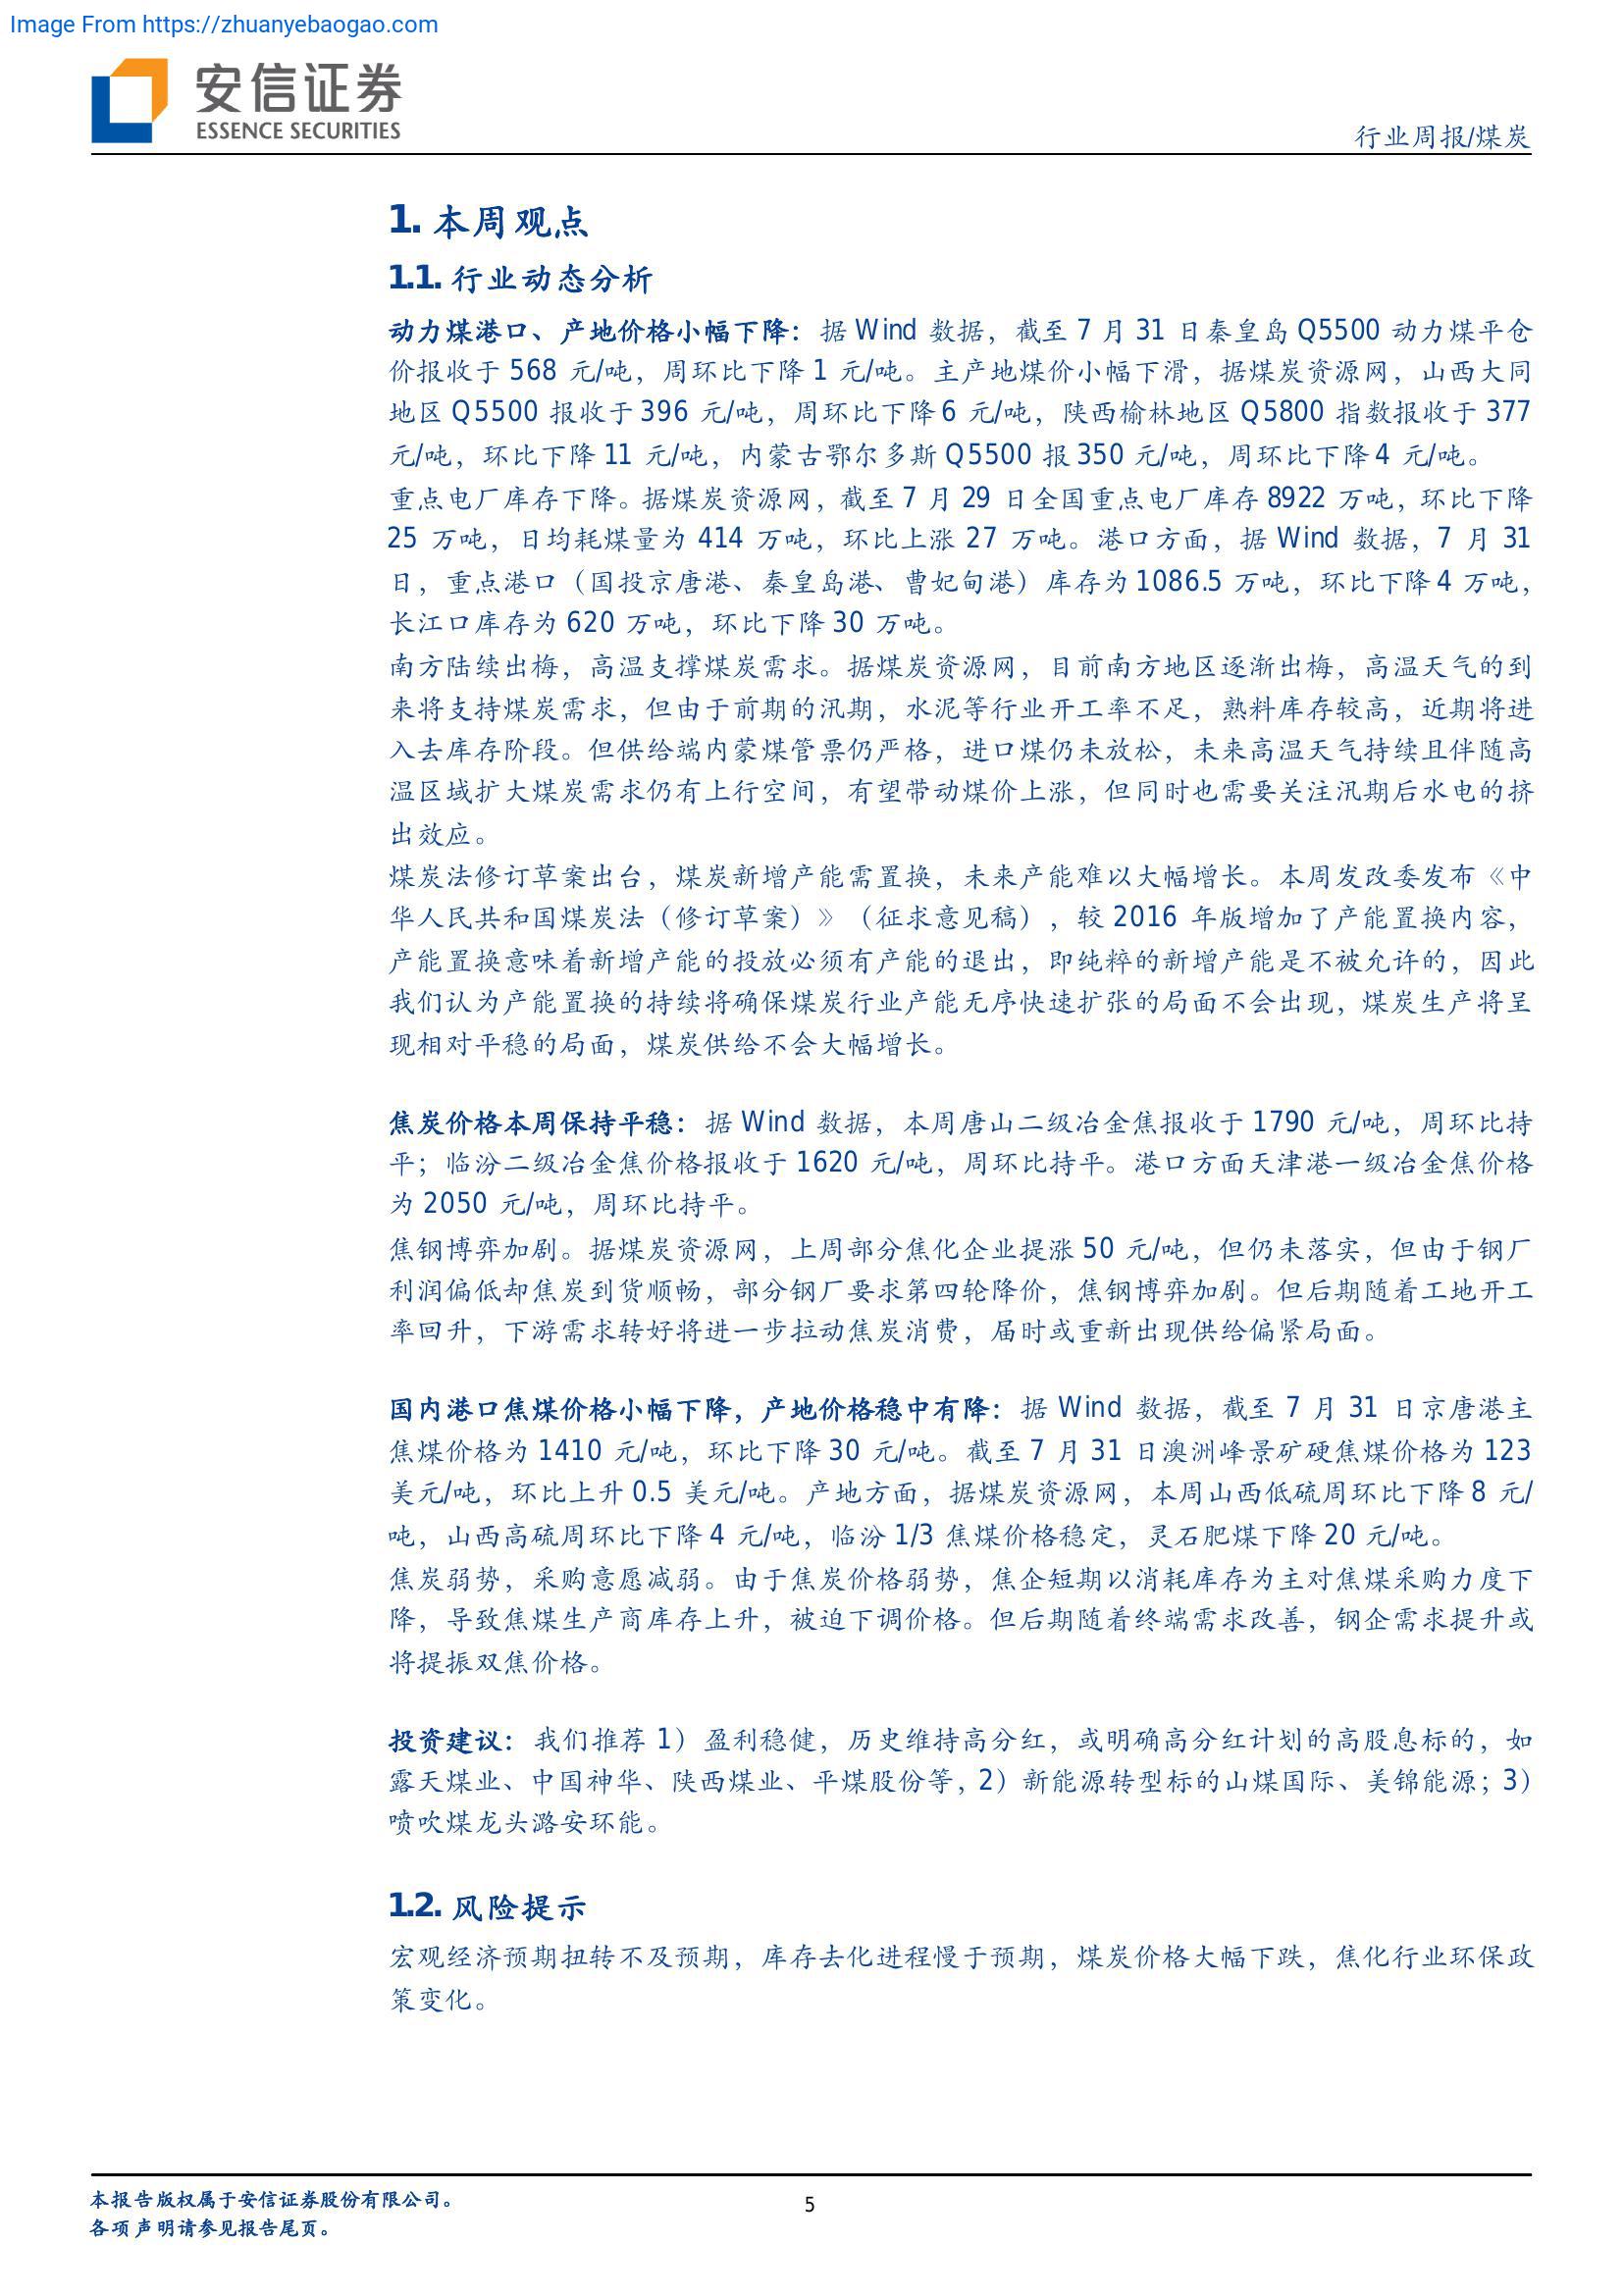 Image From https://zhuanyebaogao.com
安信证券
ESSENCE SECURITIES
行业周报/煤炭
1. 本周观点
1.1. 行业动态分析
动力煤港口、产地价格小幅下降：据 Wind 数据，截至 7 月 31 日秦皇岛 Q5500 动力煤平仓
价报收于 568 元/吨，周环比下降 1 元/吨。主产地煤价小幅下滑，据煤炭资源网，山西大同
地区 Q5500 报收于 396 元/吨，周环比下降 6 元/吨，陕西榆林地区 Q5800 指数报收于 377
元/吨，环比下降 11 元/吨，内蒙古鄂尔多斯 Q5500 报 350 元/吨，周环比下降 4 元/吨。
重点电厂库存下降。据煤炭资源网，截至 7 月 29 日全国重点电厂库存 8922 万吨，环比下降
25 万吨，日均耗煤量为 414 万吨，环比上涨 27 万吨。港口方面，据 Wind 数据，7 月 31
日，重点港口（国投京唐港、秦皇岛港、曹妃甸港）库存为 1086.5 万吨，环比下降 4 万吨，
长江口库存为 620 万吨，环比下降 30 万吨。
南方陆续出梅，高温支撑煤炭需求。据煤炭资源网，目前南方地区逐渐出梅，高温天气的到
来将支持煤炭需求，但由于前期的汛期，水泥等行业开工率不足，熟料库存较高，近期将进
入去库存阶段。但供给端内蒙煤管票仍严格，进口煤仍未放松，未来高温天气持续且伴随高
温区域扩大煤炭需求仍有上行空间，有望带动煤价上涨，但同时也需要关注汛期后水电的挤
出效应。
煤炭法修订草案出台，煤炭新增产能需置换，未来产能难以大幅增长。本周发改委发布《中
华人民共和国煤炭法（修订草案）》（征求意见稿），较 2016 年版增加了产能置换内容，
产能置换意味着新增产能的投放必须有产能的退出，即纯粹的新增产能是不被允许的，因此
我们认为产能置换的持续将确保煤炭行业产能无序快速扩张的局面不会出现，煤炭生产将呈
现相对平稳的局面，煤炭供给不会大幅增长。
焦炭价格本周保持平稳：据 Wind 数据，本周唐山二级冶金焦报收于 1790 元/吨，周环比持
平；临汾二级冶金焦价格报收于 1620 元/吨，周环比持平。港口方面天津港一级冶金焦价格
为 2050 元/吨，周环比持平。
焦钢博弈加剧。据煤炭资源网，上周部分焦化企业提涨 50 元/吨，但仍未落实，但由于钢厂
利润偏低却焦炭到货顺畅，部分钢厂要求第四轮降价，焦钢博弈加剧。但后期随着工地开工
率回升，下游需求转好将进一步拉动焦炭消费，届时或重新出现供给偏紧局面。
国内港口焦煤价格小幅下降，产地价格稳中有降：据 Wind 数据，截至 7 月 31 日京唐港主
焦煤价格为 1410 元/吨，环比下降 30 元/吨。截至 7 月 31 日澳洲峰景矿硬焦煤价格为 123
美元/吨，环比上升 0.5 美元/吨。产地方面，据煤炭资源网，本周山西低硫周环比下降 8 元/
吨，山西高硫周环比下降 4 元/吨，临汾 1/3 焦煤价格稳定，灵石肥煤下降 20 元/吨。
焦炭弱势，采购意愿减弱。由于焦炭价格弱势，焦企短期以消耗库存为主对焦煤采购力度下
降，导致焦煤生产商库存上升，被迫下调价格。但后期随着终端需求改善，钢企需求提升或
将提振双焦价格。
投资建议：我们推荐 1）盈利稳健，历史维持高分红，或明确高分红计划的高股息标的，如
露天煤业、中国神华、陕西煤业、平煤股份等，2）新能源转型标的山煤国际、美锦能源；3）
喷吹煤龙头潞安环能。
1.2. 风险提示
宏观经济预期扭转不及预期，库存去化进程慢于预期，煤炭价格大幅下跌，焦化行业环保政
策变化。
本报告版权属于安信证券股份有限公司。
各项声明请参见报告尾页。
5